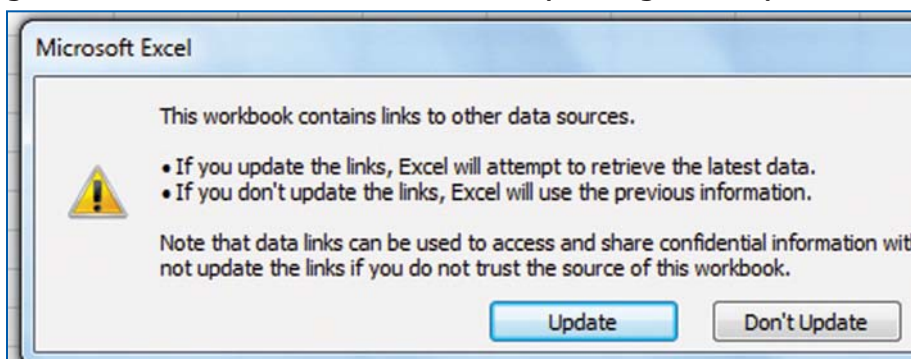 Microsoft Excel
This workbook contains links to other data sources.
• If you update the links, Excel will attempt to retrieve the latest data.
• If you don't update the links, Excel will use the previous information.
Note that data links can be used to access and share confidential information
not update the links if you do not trust the source of this workbook.
Update
Don't Update